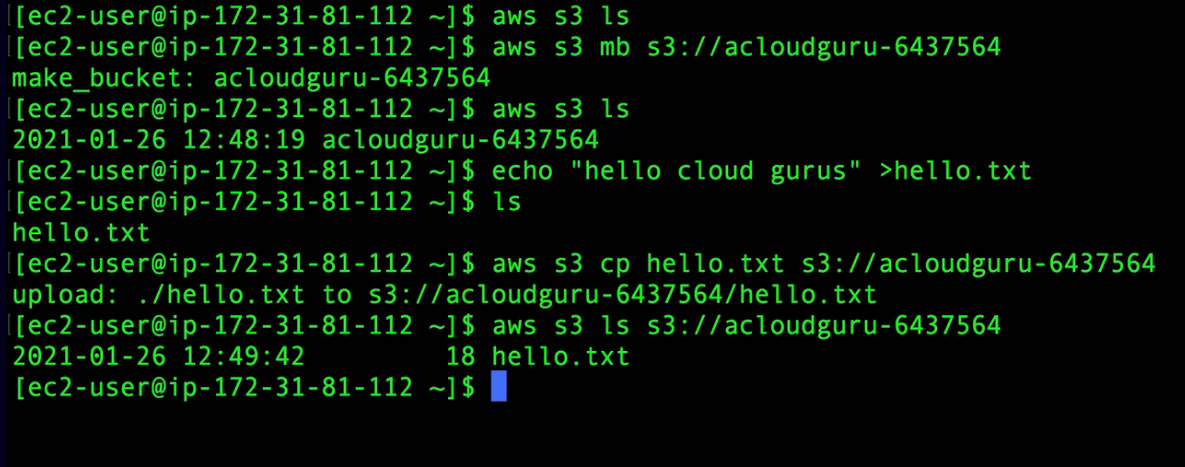 [ec2-user@ip-172-31-81-112 ~]$ aws s3 ls
[ec2-user@ip-172-31-81-112 ~]$ aws s3 mb s3://acloudguru-6437564
make_bucket: acloudguru-6437564
[ec2-user@ip-172-31-81-112 ~]$ aws s3 ls
2021-01-26 12:48:19 acloudguru-6437564
[ec2-user@ip-172-31-81-112 ~]$ echo "hello cloud gurus" >hello.txt
[ec2-user@ip-172-31-81-112 ~]$ ls
hello.txt
[ec2-user@ip-172-31-81-112 ~]$ aws s3 cp hello.txt s3://acloudguru-6437564
upload: ./hello.txt to s3://acloudguru-6437564/hello.txt
[ec2-user@ip-172-31-81-112 ~]$ aws s3 ls s3://acloudguru-6437564
2021-01-26 12:49:42         18 hello.txt
[ec2-user@ip-172-31-81-112 ~]$